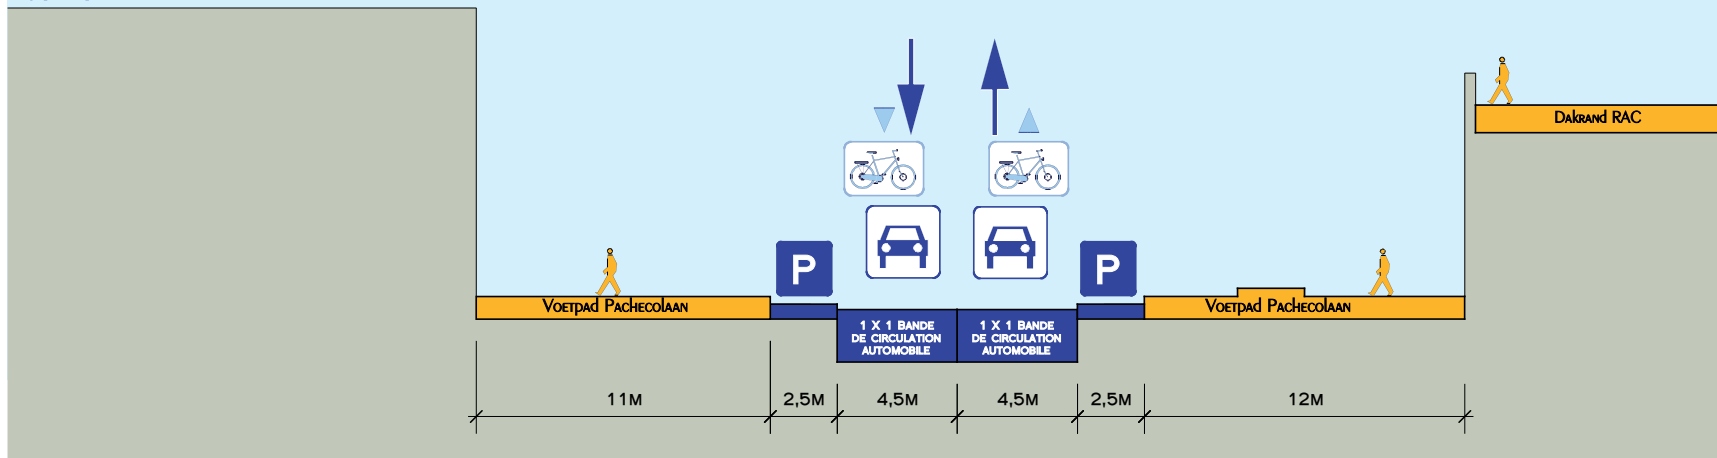 Dakrand RAC
P
P
Voetpad Pachecolaan
Voetpad Pachecolaan
1 X 1 BANDE
DE CIRCULATION
AUTOMOBILE
1 X 1 BANDE
DE CIRCULATION
AUTOMOBILE
11M
2,5M
4,5M
4,5M
2,5M
12M